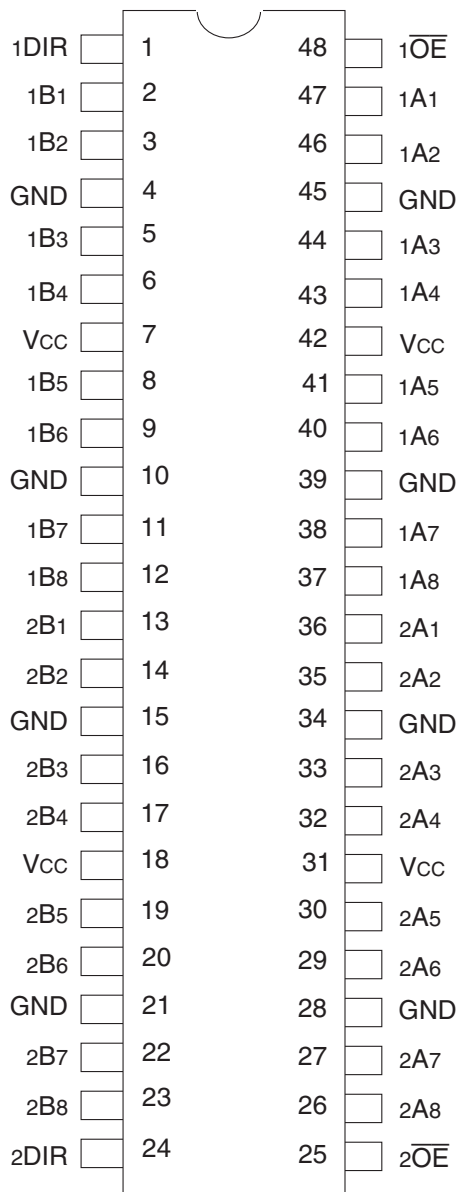 1DIR 1 48 1OE
1B1 2 47 1A1
1B2 3 46 1A2
GND 4 45 GND
1B3 5 44 1A3
1B4 6 43 1A4
VCC 7 42 VCC
1B5 8 41 1A5
1B6 9 40 1A6
GND 10 39 GND
1B7 11 38 1A7
1B8 12 37 1A8
2B1 13 36 2A1
2B2 14 35 2A2
GND 15 34 GND
2B3 16 33 2A3
2B4 17 32 2A4
VCC 18 31 VCC
2B5 19 30 2A5
2B6 20 29 2A6
GND 21 28 GND
2B7 22 27 2A7
2B8 23 26 2A8
2DIR 24 25 2OE